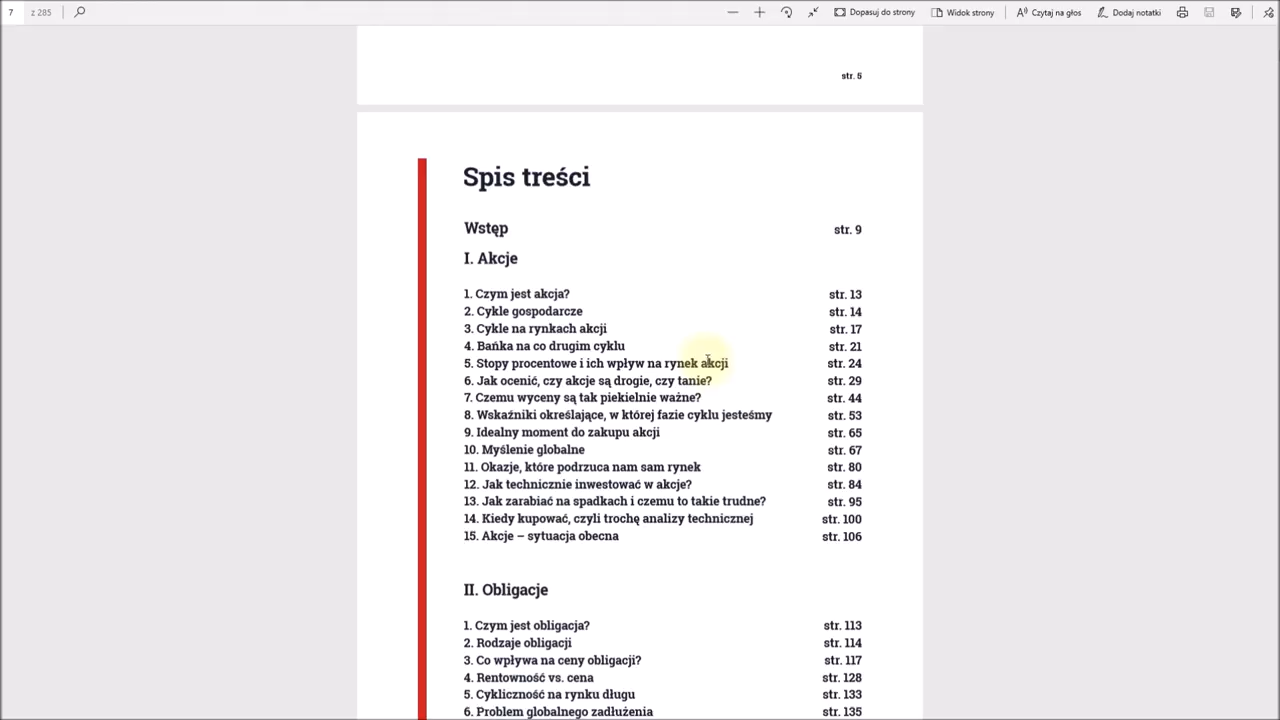 7 z 285 Dopasuj do strony Widok strony Czytaj na głos Dodaj notatki
str. 5
Spis treści
Wstęp str. 9
I. Akcje
1. Czym jest akcja? str. 13
2. Cykle gospodarcze str. 14
3. Cykle na rynkach akcji str. 17
4. Bańka na co drugim cyklu str. 21
5. Stopy procentowe i ich wpływ na rynek akcji str. 24
6. Jak ocenić, czy akcje są drogie, czy tanie? str. 29
7. Czemu wyceny są tak piekielnie ważne? str. 44
8. Wskaźniki określające, w której fazie cyklu jesteśmy str. 53
9. Idealny moment do zakupu akcji str. 65
10. Myślenie globalne str. 67
11. Okazje, które podrzuca nam sam rynek str. 80
12. Jak technicznie inwestować w akcje? str. 84
13. Jak zarabiać na spadkach i czemu to takie trudne? str. 95
14. Kiedy kupować, czyli trochę analizy technicznej str. 100
15. Akcje – sytuacja obecna str. 106
II. Obligacje
1. Czym jest obligacja? str. 113
2. Rodzaje obligacji str. 114
3. Co wpływa na ceny obligacji? str. 117
4. Rentowność vs. cena str. 128
5. Cykliczność na rynku długu str. 133
6. Problem globalnego zadłużenia str. 135